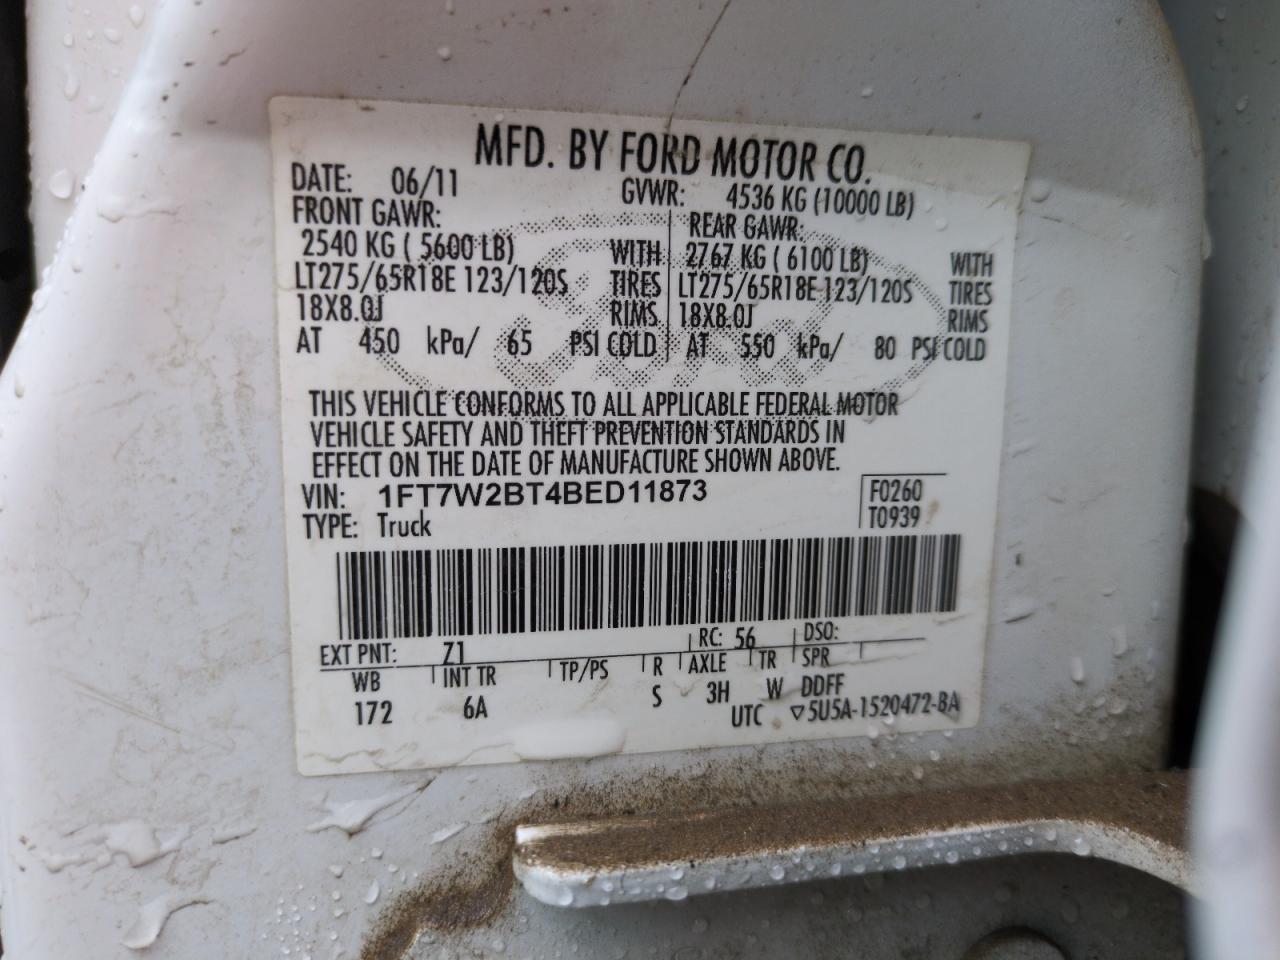 MFD. BY FORD MOTOR CO.
DATE: 06/11 GVWR: 4536 KG (10000 LB)
FRONT GAWR: REAR GAWR:
2540 KG ( 5600 LB) WITH 2767 KG ( 6100 LB) WITH
LT275/65R18E 123/120S TIRES LT275/65R18E 123/120S TIRES
18X8.0J RIMS 18X8.0J RIMS
AT 450 kPa/ 65 PSI COLD AT 550 kPa/ 80 PSI COLD
THIS VEHICLE CONFORMS TO ALL APPLICABLE FEDERAL MOTOR
VEHICLE SAFETY AND THEFT PREVENTION STANDARDS IN
EFFECT ON THE DATE OF MANUFACTURE SHOWN ABOVE.
VIN: 1FT7W2BT4BED11873 F0260
TYPE: Truck T0939
EXT PNT: Z1 RC: 56 DSO:
WB INT TR TP/PS R AXLE TR SPR
172 6A S 3H W DDFF
UTC ▽5U5A-1520472-BA